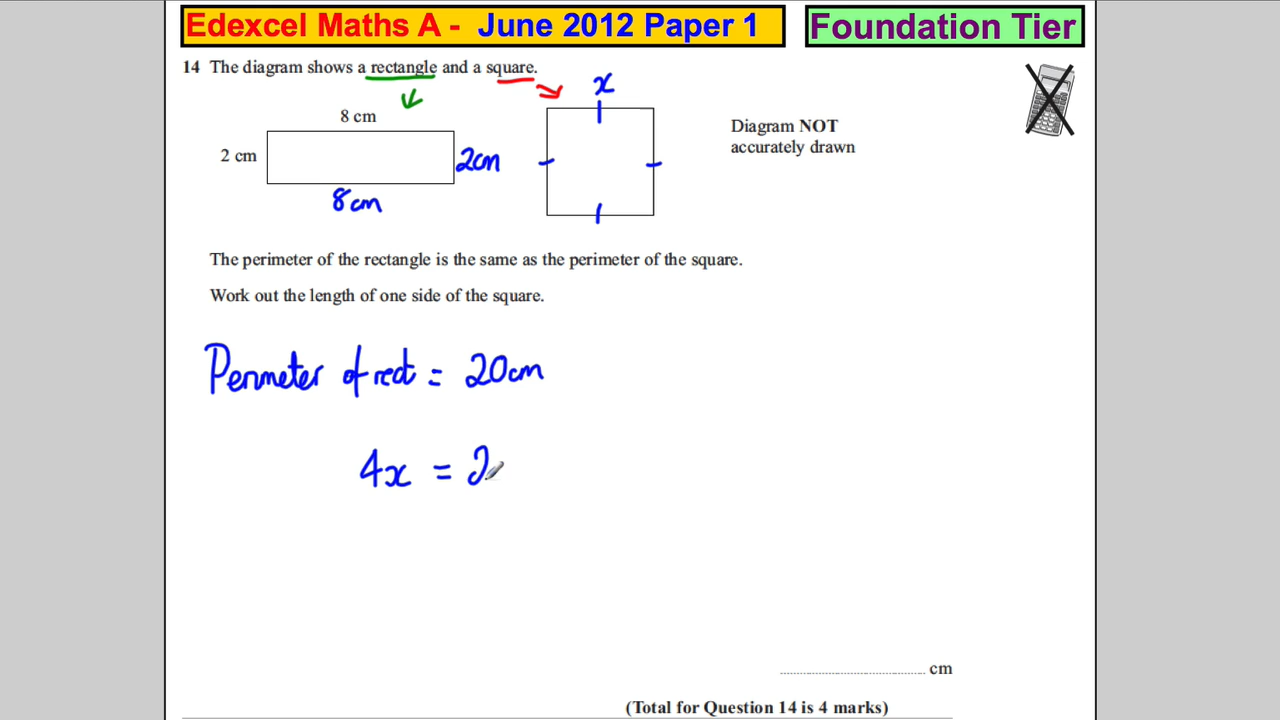 Edexcel Maths A - June 2012 Paper 1
Foundation Tier
14 The diagram shows a rectangle and a square.
x
8 cm
Diagram NOT
accurately drawn
2 cm
2cm
8cm
The perimeter of the rectangle is the same as the perimeter of the square.
Work out the length of one side of the square.
Perimeter of rect = 20cm
4x = 2
.......................................... cm
(Total for Question 14 is 4 marks)